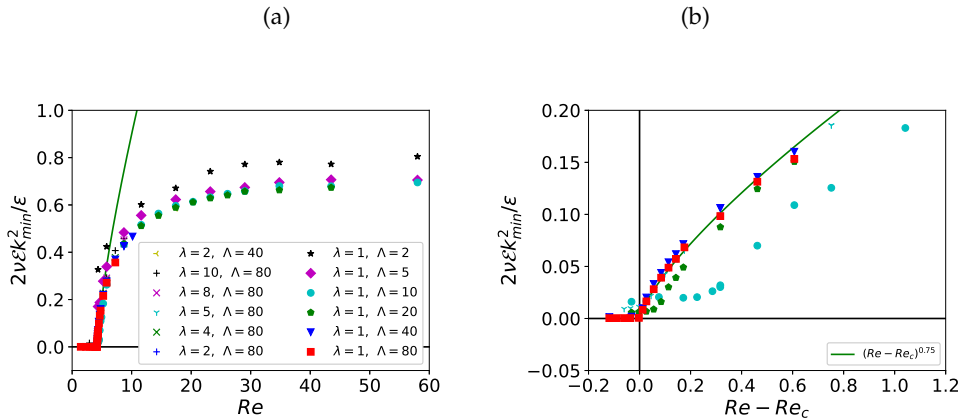 (a)
(b)
2νℰk²min/ε
1.0
0.8
0.6
0.4
0.2
0.0
0 10 20 30 40 50 60
Re
λ=2, Λ=40
λ=10, Λ=80
λ=8, Λ=80
λ=5, Λ=80
λ=4, Λ=80
λ=2, Λ=80
λ=1, Λ=2
λ=1, Λ=5
λ=1, Λ=10
λ=1, Λ=20
λ=1, Λ=40
λ=1, Λ=80
2νℰk²min/ε
0.20
0.15
0.10
0.05
0.00
−0.05
−0.2 0.0 0.2 0.4 0.6 0.8 1.0 1.2
Re − Rec
(Re − Rec)^0.75